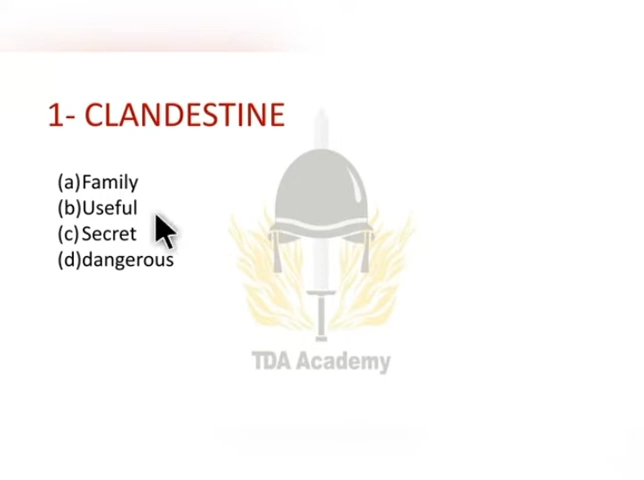 1- CLANDESTINE
(a)Family
(b)Useful
(c)Secret
(d)dangerous
TDA Academy